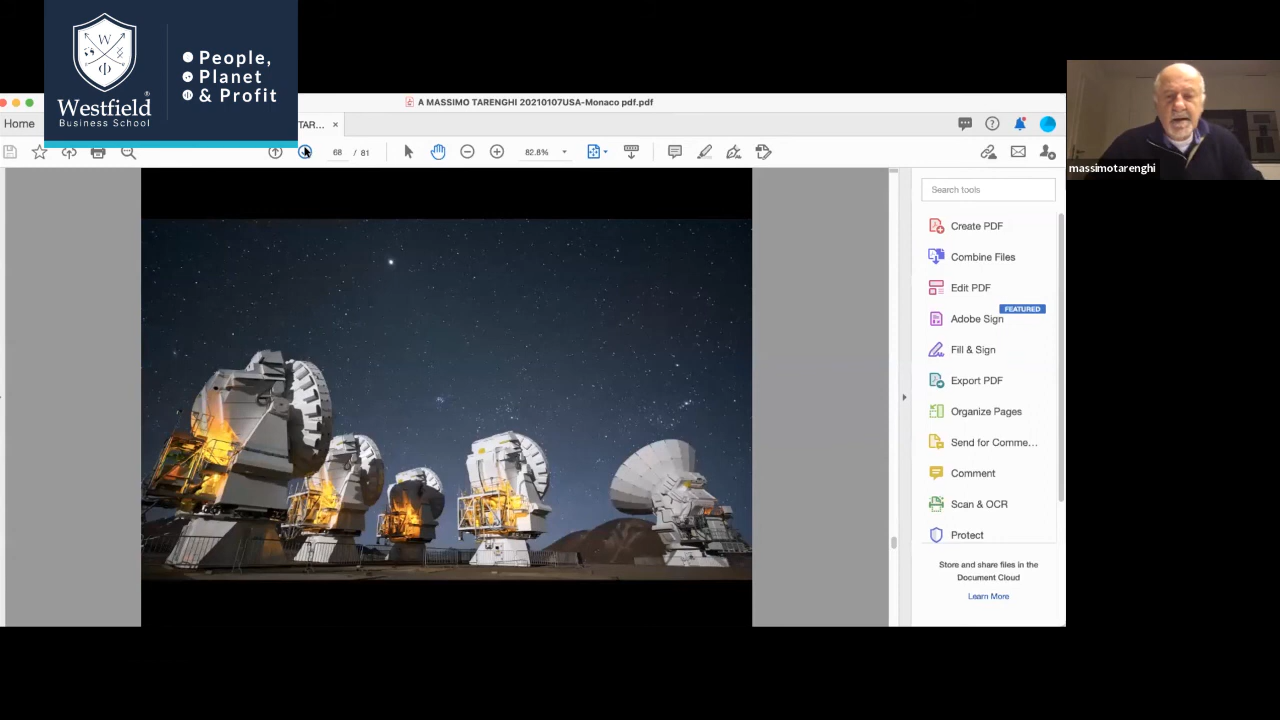 W
Φ
Westfield®
Business School
People,
Planet
& Profit
A MASSIMO TARENGHI 20210107USA-Monaco pdf.pdf
Home
TAR... ×
68 / 81
82.8%
massimotarenghi
Search tools
Create PDF
Combine Files
Edit PDF
FEATURED
Adobe Sign
Fill & Sign
Export PDF
Organize Pages
Send for Comme...
Comment
Scan & OCR
Protect
Store and share files in the
Document Cloud
Learn More